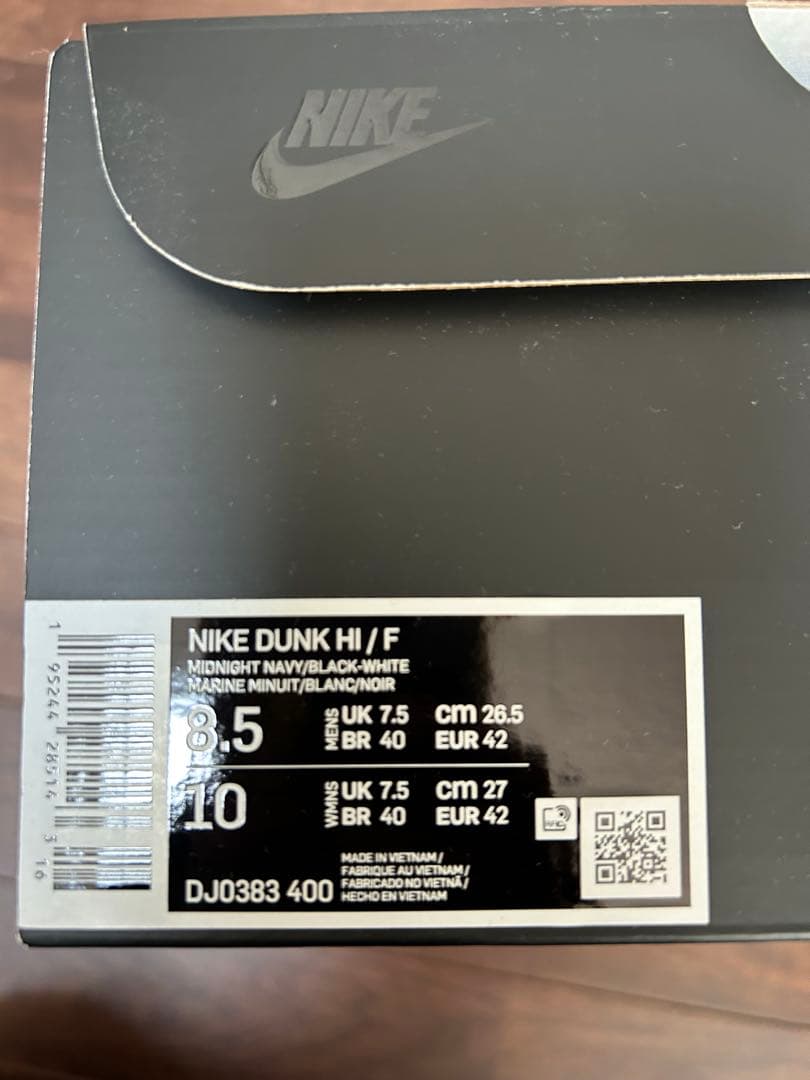 NIKE
NIKE DUNK HI / F
MIDNIGHT NAVY/BLACK-WHITE
MARINE MINUIT/BLANC/NOIR
8.5 MENS UK 7.5 cm 26.5
BR 40 EUR 42
10 WMNS UK 7.5 cm 27
BR 40 EUR 42
DJ0383 400
MADE IN VIETNAM /
FABRIQUE AU VIETNAM /
FABRICADO NO VIETNÃ /
HECHO EN VIETNAM
1 95244 28514 3 16